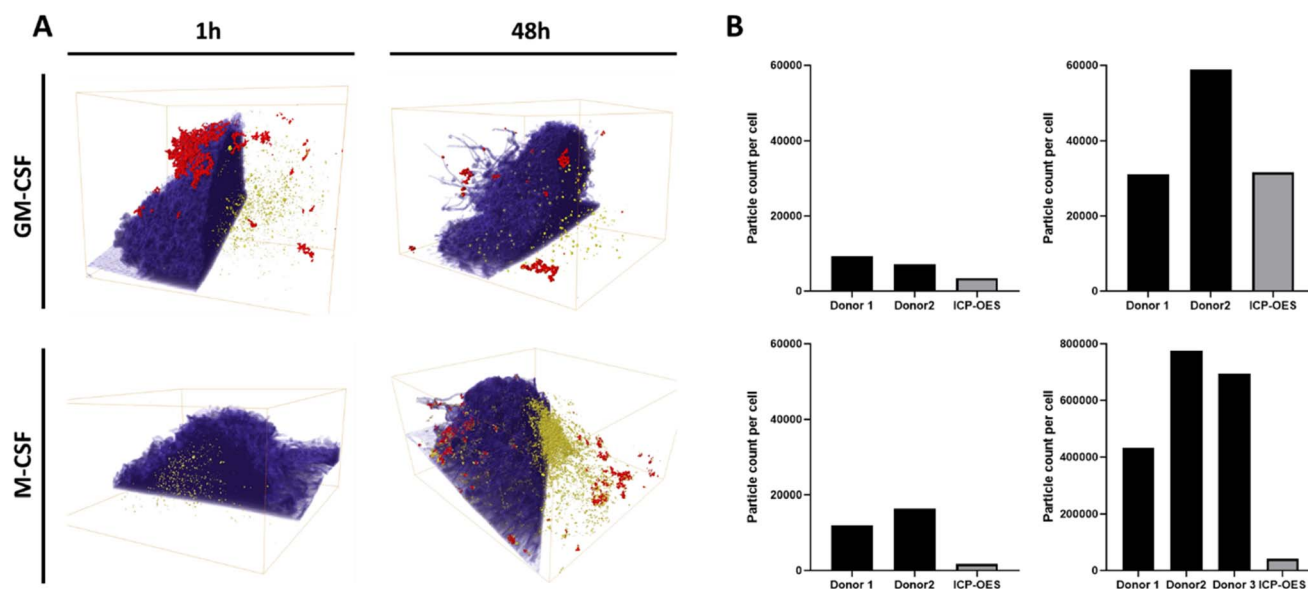 A
1h
48h
GM-CSF
M-CSF
B
Particle count per cell
60000
40000
20000
0
Donor 1 Donor2 ICP-OES
Particle count per cell
60000
40000
20000
0
Donor 1 Donor2 ICP-OES
Particle count per cell
60000
40000
20000
0
Donor 1 Donor2 ICP-OES
Particle count per cell
800000
600000
400000
200000
0
Donor 1 Donor2 Donor 3 ICP-OES